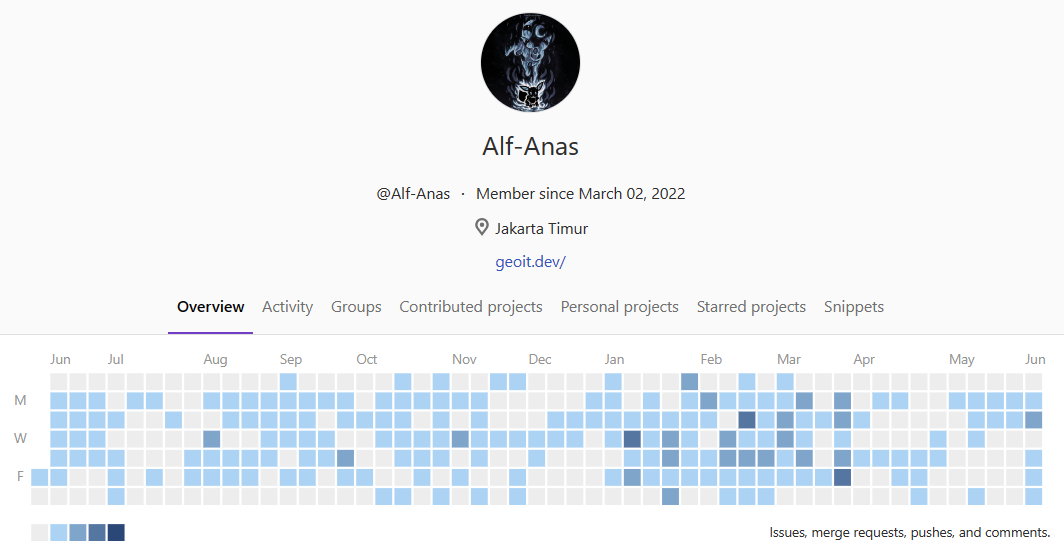 Alf-Anas
@Alf-Anas · Member since March 02, 2022
Jakarta Timur
geoit.dev/
Overview Activity Groups Contributed projects Personal projects Starred projects Snippets
Jun Jul Aug Sep Oct Nov Dec Jan Feb Mar Apr May Jun
M
W
F
Issues, merge requests, pushes, and comments.